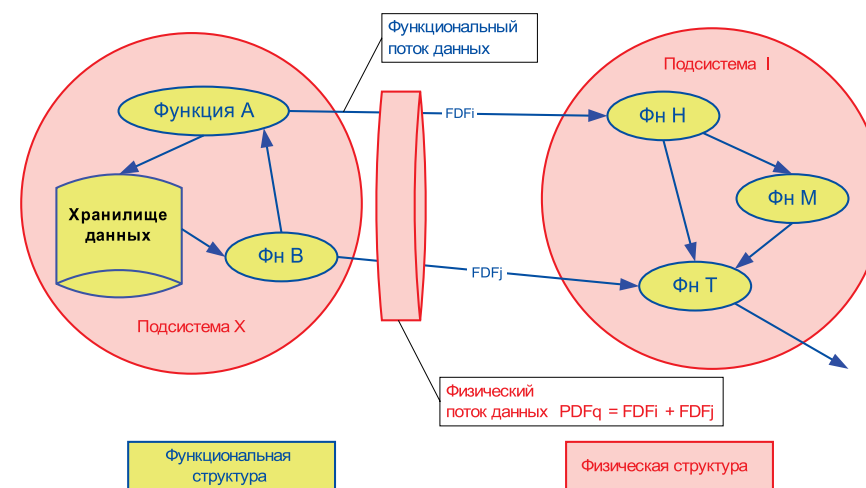 Функциональный
поток данных
Подсистема I
Функция А
FDFi
Фн Н
Хранилище
данных
Фн М
Фн В
FDFj
Фн Т
Подсистема X
Физический
поток данных PDFq = FDFi + FDFj
Функциональная
структура
Физическая структура